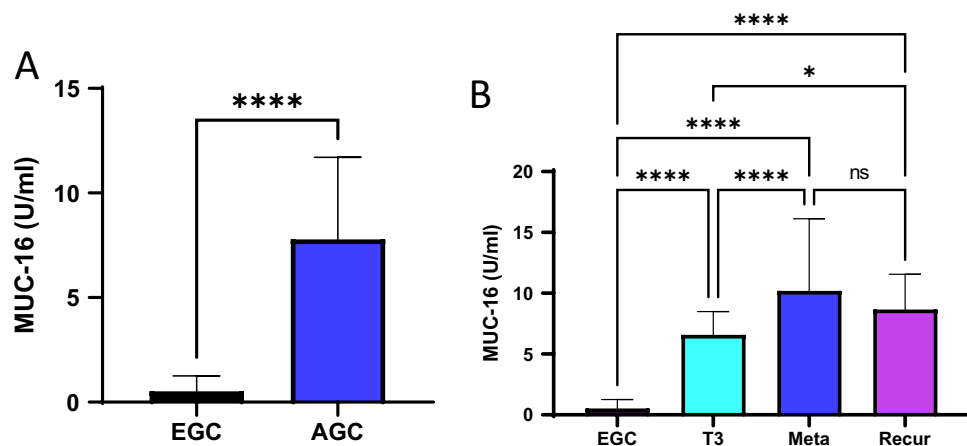 A
MUC-16 (U/ml)
15
10
5
0
****
EGC
AGC
B
MUC-16 (U/ml)
20
15
10
5
0
****
*
****
****
****
ns
EGC
T3
Meta
Recur